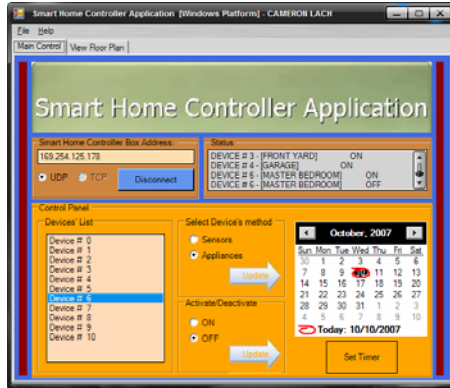 Smart Home Controller Application [Windows Platform] - CAMERON LACH
File Help
Main Control View Floor Plan
Smart Home Controller Application
Smart Home Controller Box Address:
169.254.125.178
UDP TCP Disconnect
Status
DEVICE # 3 - [FRONT YARD] ON
DEVICE # 4 - [GARAGE] ON
DEVICE # 5 - [MASTER BEDROOM] ON
DEVICE # 6 - [MASTER BEDROOM] OFF
Control Panel
Devices' List
Device # 0
Device # 1
Device # 2
Device # 3
Device # 4
Device # 5
Device # 6
Device # 7
Device # 8
Device # 9
Device # 10
Select Device's method
Sensors
Appliances
Update
Activate/Deactivate
ON
OFF
Update
October, 2007
Sun Mon Tue Wed Thu Fri Sat
30 1 2 3 4 5 6
7 8 9 10 11 12 13
14 15 16 17 18 19 20
21 22 23 24 25 26 27
28 29 30 31 1 2 3
4 5 6 7 8 9 10
Today: 10/10/2007
Set Timer